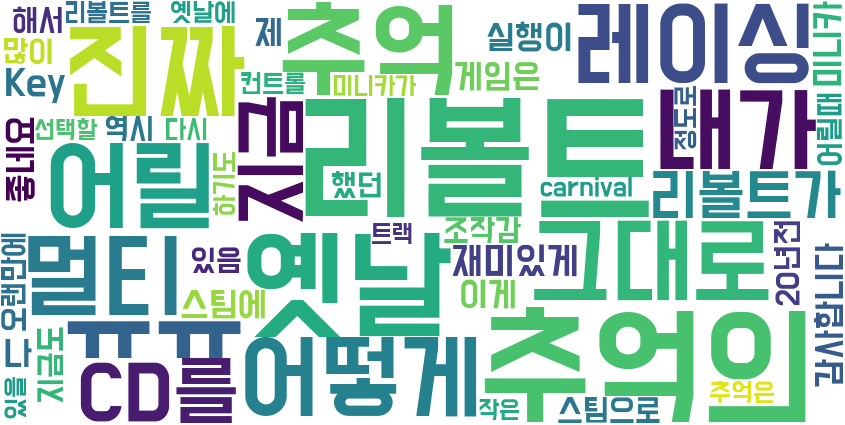 해서
리볼트를
옛날에
많이
진짜
제
추억
실행이
레이싱
미니카
Key
컨트롤
미니카가
게임은
선택할
역시
다시
하기도
지금
리볼트
때가
정도로
어릴때
좋네요
어릴
했던
carnival
리볼트가
트랙
조작감
그대로
20년전
오랜만에
멀티
있음
옛날
재미있게
감사합니다
스팀에
이게
나
지금도
ㅠㅠ
있을
CD를
어떻게
추억의
작은
스팀으로
추억은